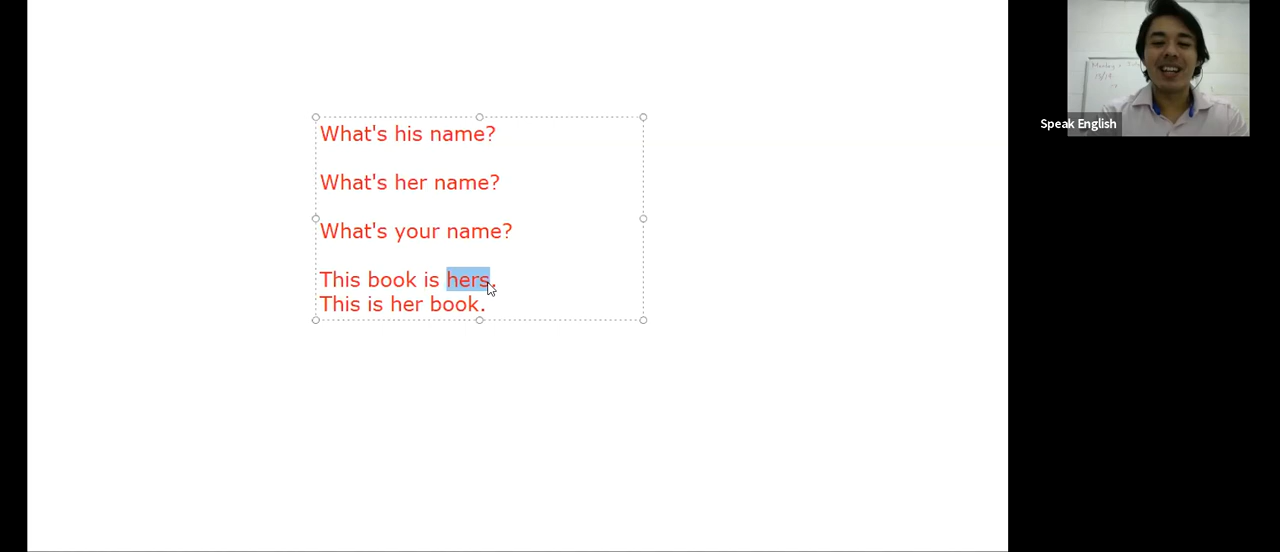 What's his name?
What's her name?
What's your name?
This book is hers.
This is her book.
Speak English